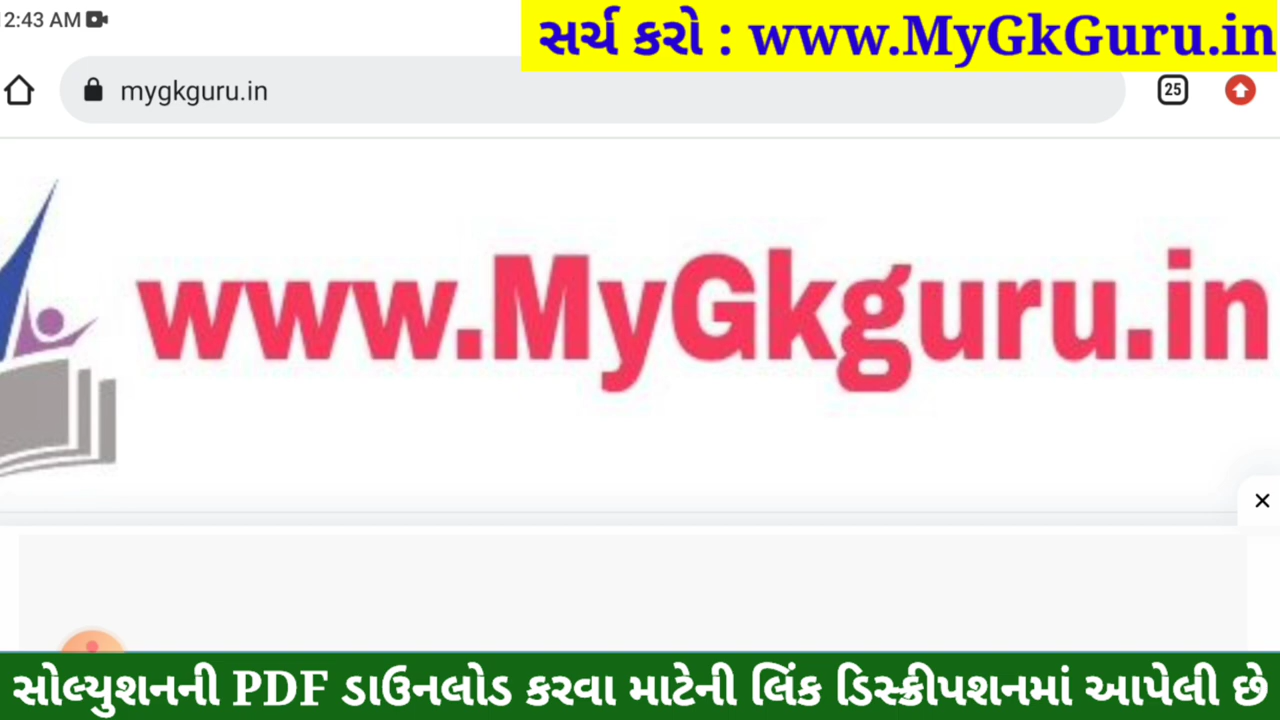 12:43 AM
સર્ચ કરો : www.MyGkGuru.in
mygkguru.in
25
www.MyGkguru.in
સોલ્યુશનની PDF ડાઉનલોડ કરવા માટેની લિંક ડિસ્ક્રીપશનમાં આપેલી છે